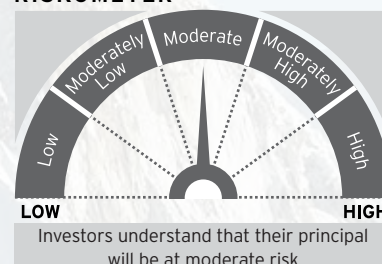 RISKOMETER
Low
Moderately
Low
Moderate
Moderately
High
High
LOW HIGH
Investors understand that their principal
will be at moderate risk